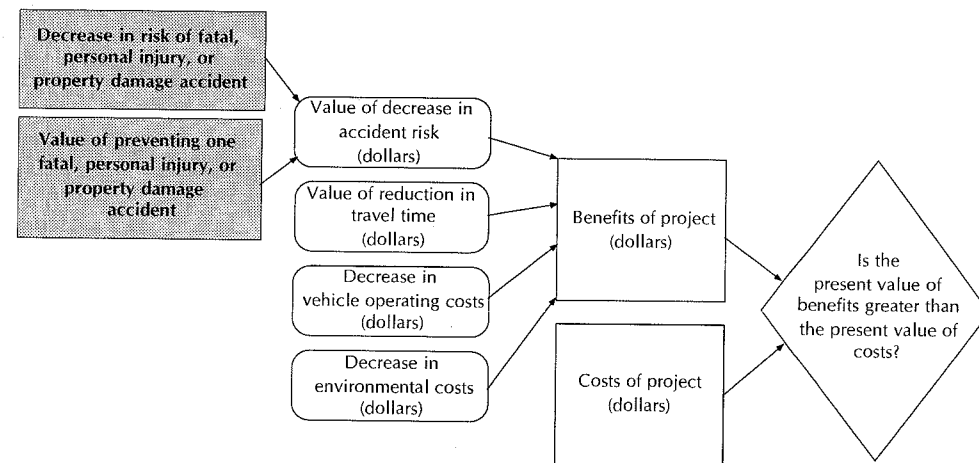 Decrease in risk of fatal,
personal injury, or
property damage accident
Value of preventing one
fatal, personal injury, or
property damage
accident
Value of decrease in
accident risk
(dollars)
Value of reduction in
travel time
(dollars)
Decrease in
vehicle operating costs
(dollars)
Decrease in
environmental costs
(dollars)
Benefits of project
(dollars)
Costs of project
(dollars)
Is the
present value of
benefits greater than
the present value of
costs?